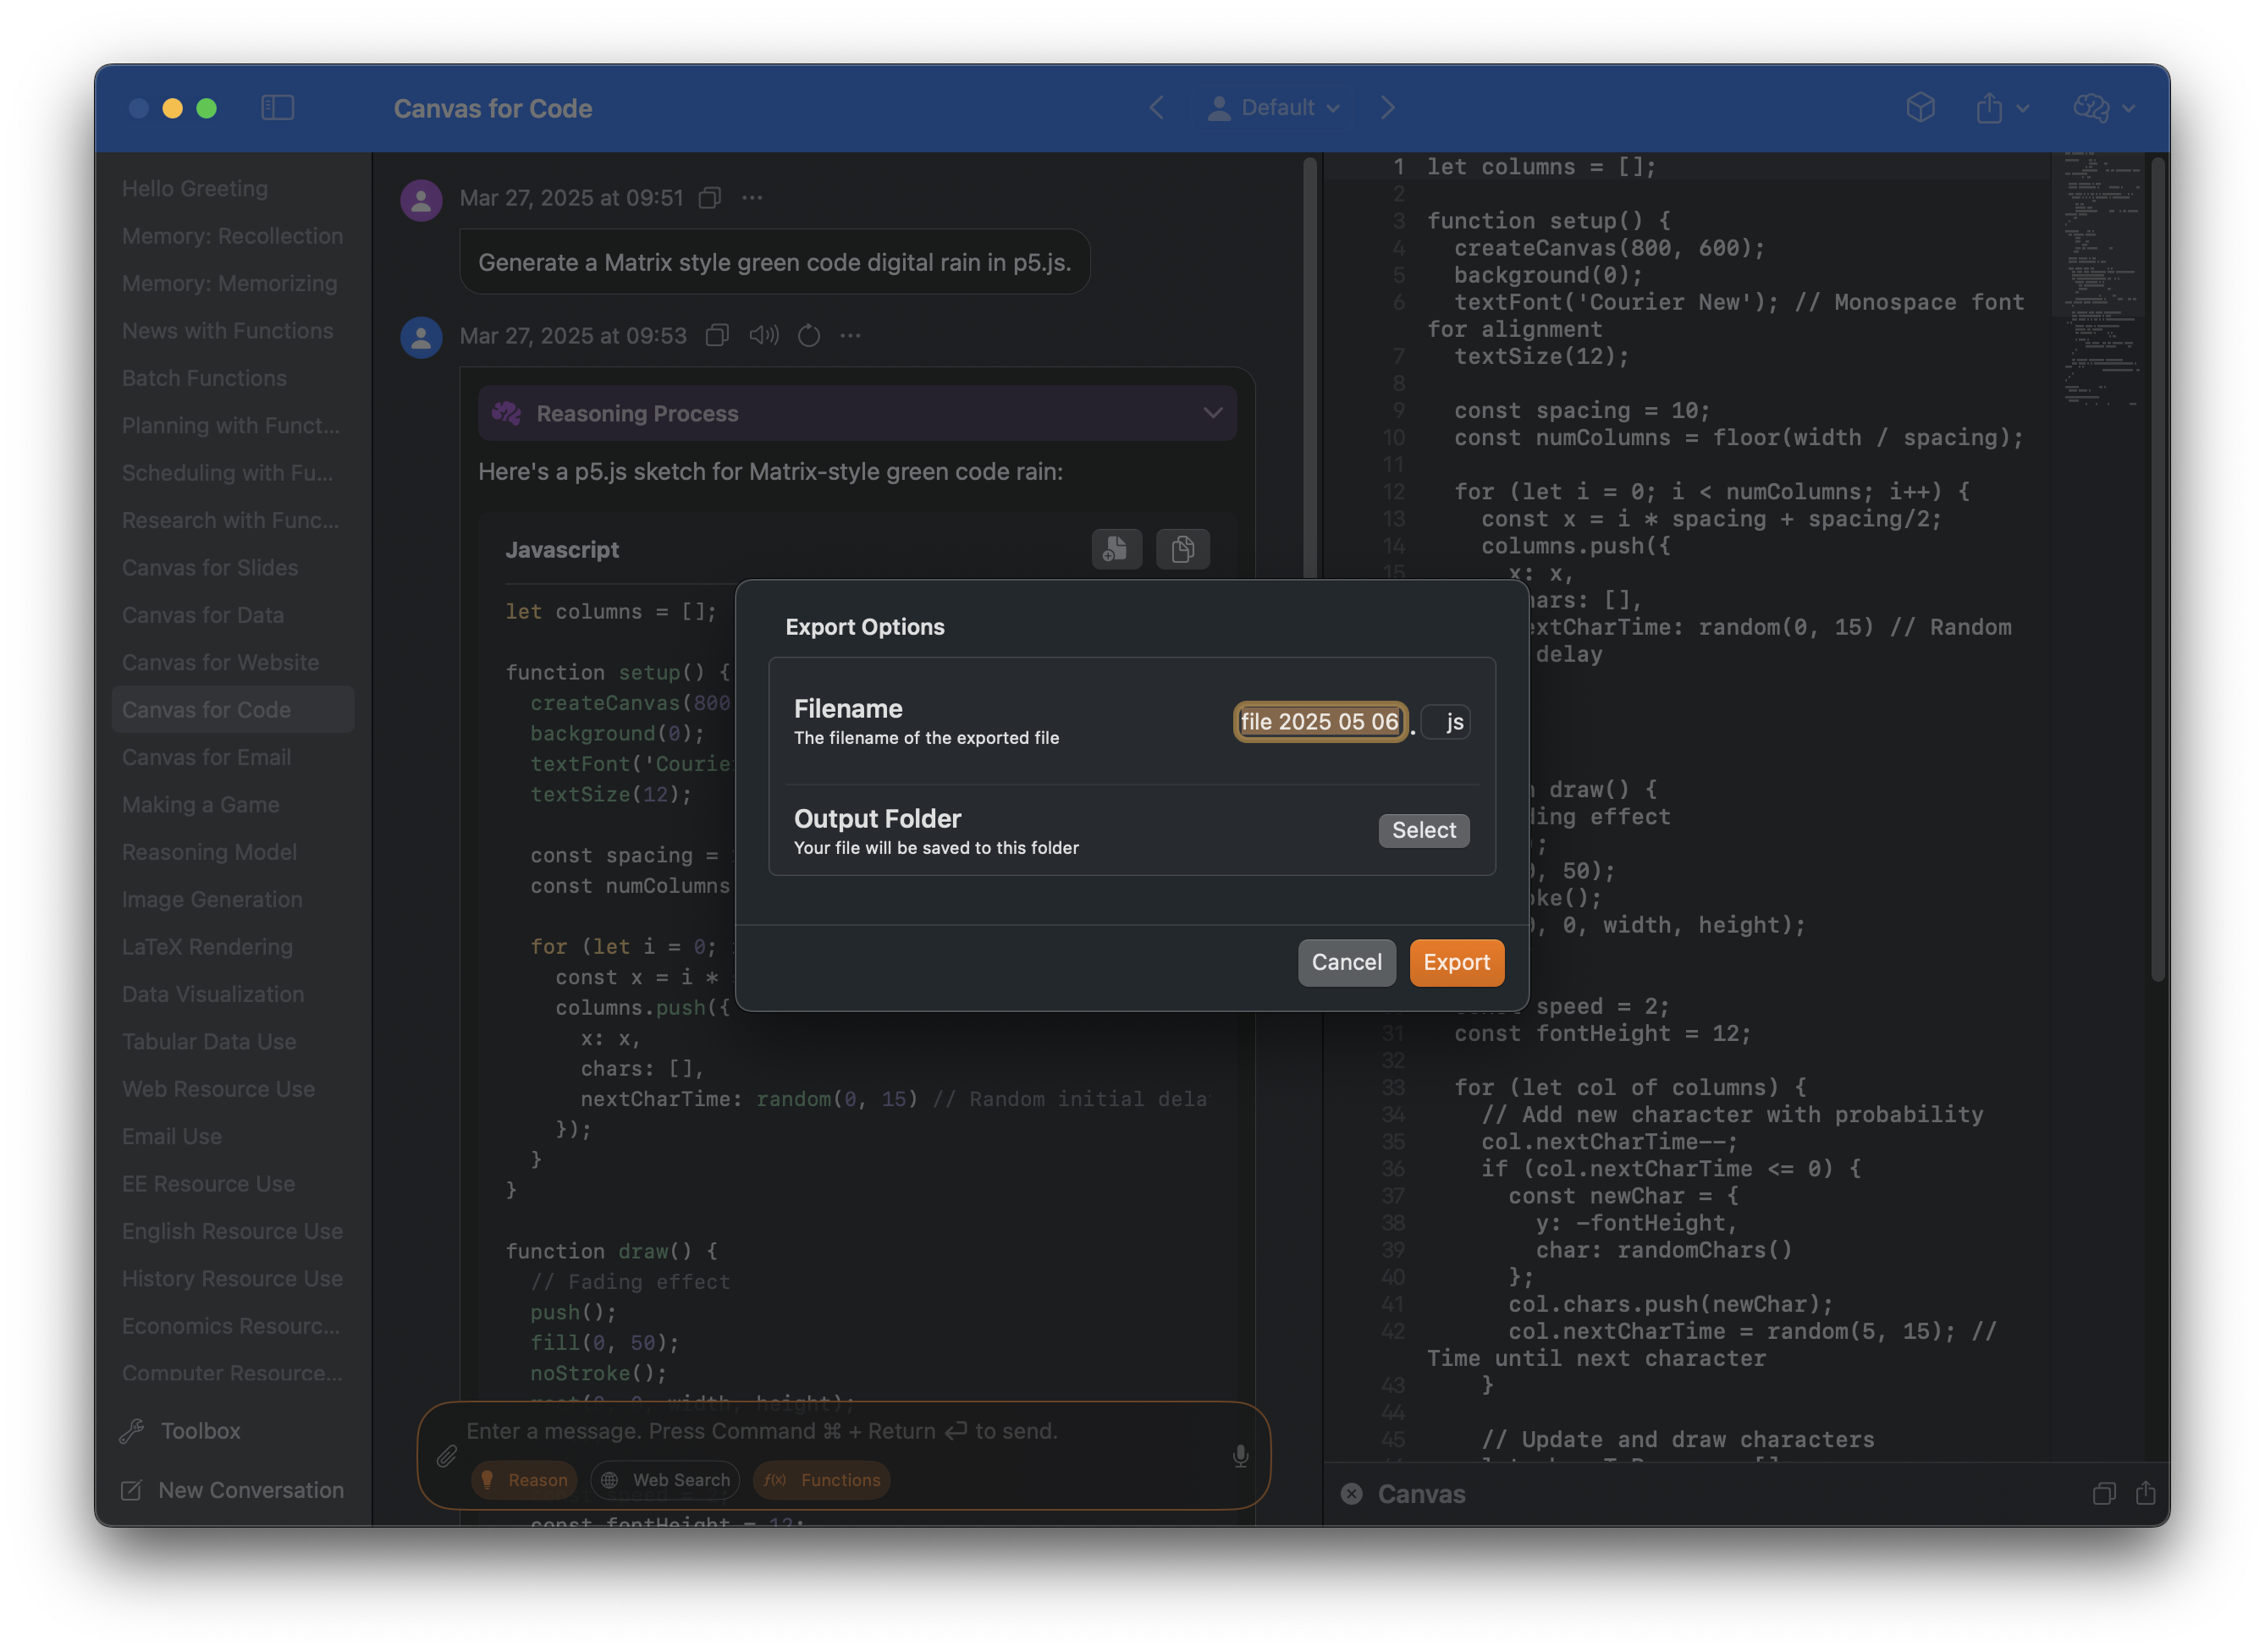 Canvas for Code
Default
Hello Greeting
Memory: Recollection
Memory: Memorizing
News with Functions
Batch Functions
Planning with Funct...
Scheduling with Fu...
Research with Func...
Canvas for Slides
Canvas for Data
Canvas for Website
Canvas for Code
Canvas for Email
Making a Game
Reasoning Model
Image Generation
LaTeX Rendering
Data Visualization
Tabular Data Use
Web Resource Use
Email Use
EE Resource Use
English Resource Use
History Resource Use
Economics Resourc...
Computer Resource...
Toolbox
New Conversation
Mar 27, 2025 at 09:51
Generate a Matrix style green code digital rain in p5.js.
Mar 27, 2025 at 09:53
Reasoning Process
Here's a p5.js sketch for Matrix-style green code rain:
Javascript
let columns = [];
function setup() {
createCanvas(800
background(0);
textFont('Courie
textSize(12);
const spacing =
const numColumns
for (let i = 0;
const x = i *
columns.push({
x: x,
chars: [],
nextCharTime: random(0, 15) // Random initial dela
});
}
}
function draw() {
// Fading effect
push();
fill(0, 50);
noStroke();
rect(0, 0, width, height);
Enter a message. Press Command ⌘ + Return ⏎ to send.
Reason
Web Search
f(x) Functions
const speed = 2;
const fontHeight = 12;
Export Options
Filename
The filename of the exported file
file 2025 05 06 . js
Output Folder
Your file will be saved to this folder
Select
Cancel
Export
1 let columns = [];
2
3 function setup() {
4 createCanvas(800, 600);
5 background(0);
6 textFont('Courier New'); // Monospace font
for alignment
7 textSize(12);
8
9 const spacing = 10;
10 const numColumns = floor(width / spacing);
11
12 for (let i = 0; i < numColumns; i++) {
13 const x = i * spacing + spacing/2;
14 columns.push({
15 x: x,
hars: [],
extCharTime: random(0, 15) // Random
delay
draw() {
ing effect
;
, 50);
ke();
, 0, width, height);
const speed = 2;
31 const fontHeight = 12;
32
33 for (let col of columns) {
34 // Add new character with probability
35 col.nextCharTime--;
36 if (col.nextCharTime <= 0) {
37 const newChar = {
38 y: -fontHeight,
39 char: randomChars()
40 };
41 col.chars.push(newChar);
42 col.nextCharTime = random(5, 15); //
Time until next character
43 }
44
45 // Update and draw characters
Canvas